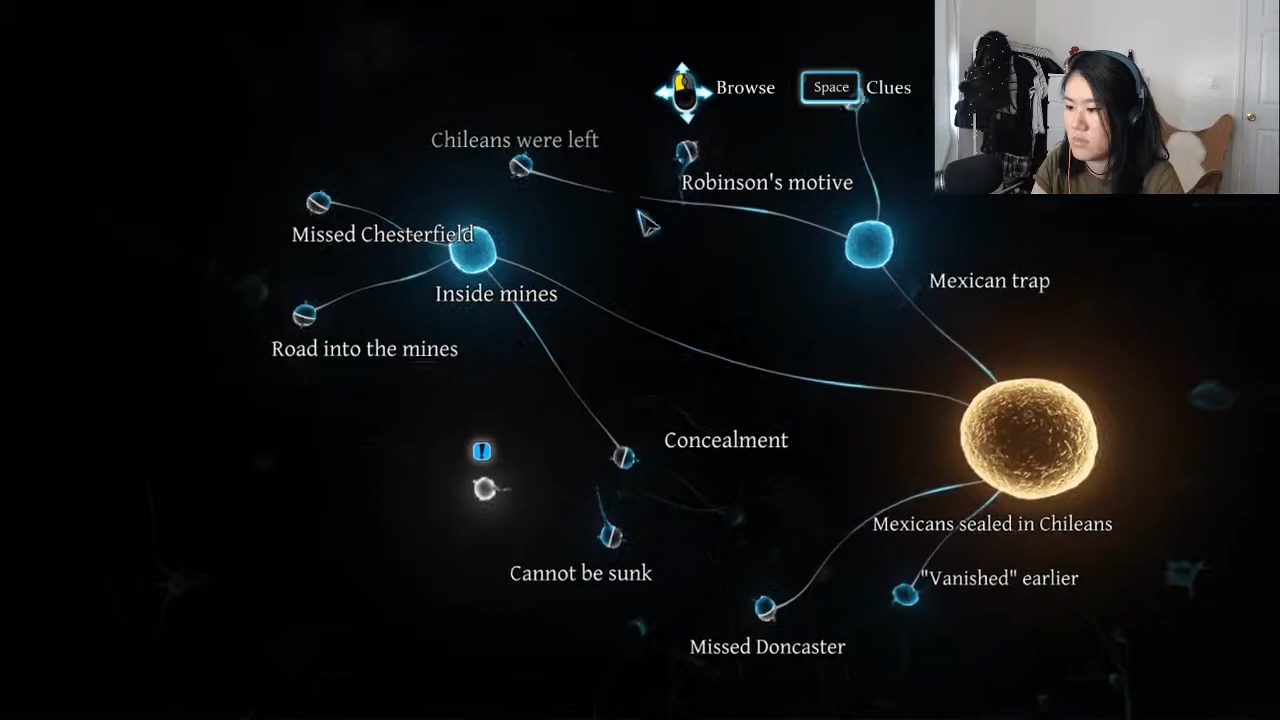 Browse
Space
Clues
Chileans were left
Robinson's motive
Missed Chesterfield
Mexican trap
Inside mines
Road into the mines
Concealment
!
Mexicans sealed in Chileans
Cannot be sunk
"Vanished" earlier
Missed Doncaster